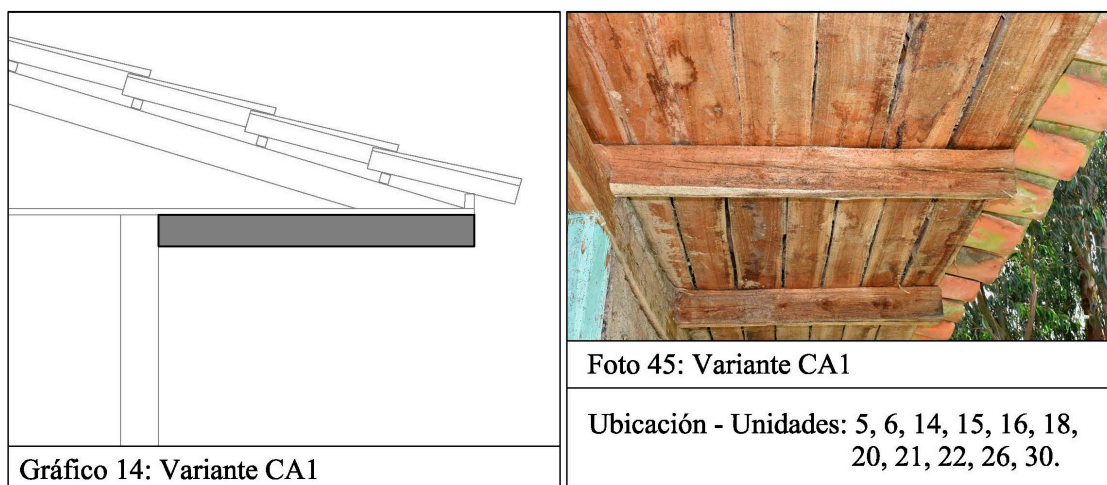 Gráfico 14: Variante CA1
Foto 45: Variante CA1
Ubicación - Unidades: 5, 6, 14, 15, 16, 18,
20, 21, 22, 26, 30.